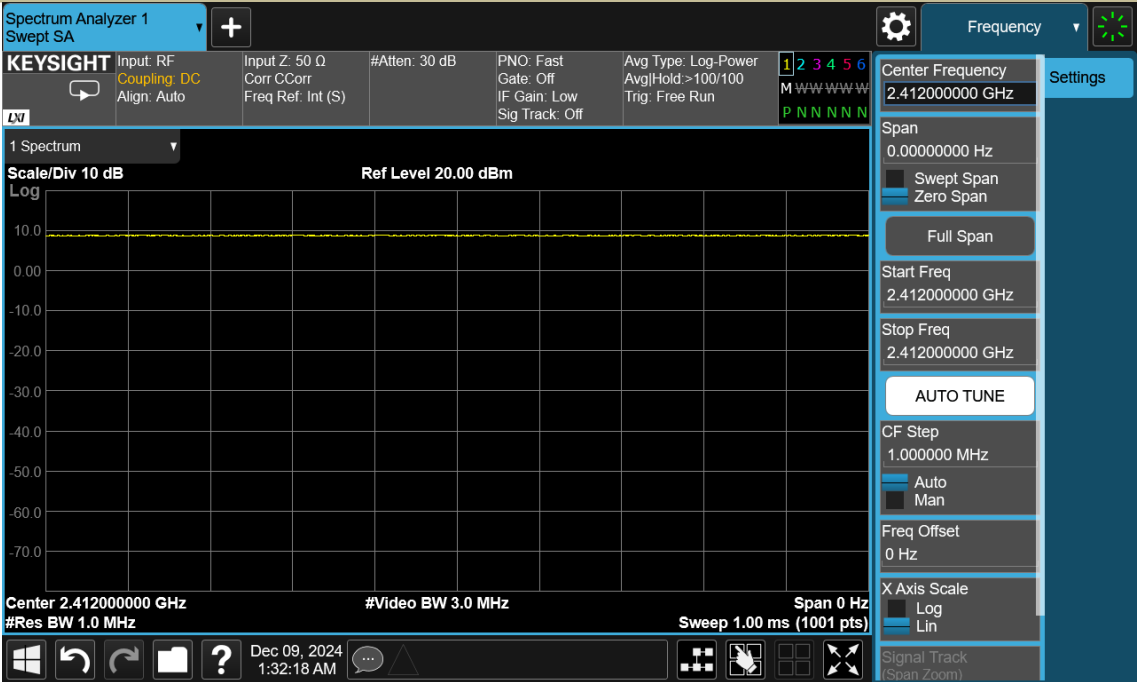 Spectrum Analyzer 1
Swept SA
Frequency
KEYSIGHT
LXI
Input: RF
Coupling: DC
Align: Auto
Input Z: 50 Ω
Corr CCorr
Freq Ref: Int (S)
#Atten: 30 dB
PNO: Fast
Gate: Off
IF Gain: Low
Sig Track: Off
Avg Type: Log-Power
Avg|Hold:>100/100
Trig: Free Run
1 2 3 4 5 6
M W W W W W
P N N N N N
1 Spectrum
Scale/Div 10 dB
Ref Level 20.00 dBm
Log
10.0
0.00
-10.0
-20.0
-30.0
-40.0
-50.0
-60.0
-70.0
Center 2.412000000 GHz
#Video BW 3.0 MHz
Span 0 Hz
#Res BW 1.0 MHz
Sweep 1.00 ms (1001 pts)
Center Frequency
2.412000000 GHz
Settings
Span
0.00000000 Hz
Swept Span
Zero Span
Full Span
Start Freq
2.412000000 GHz
Stop Freq
2.412000000 GHz
AUTO TUNE
CF Step
1.000000 MHz
Auto
Man
Freq Offset
0 Hz
X Axis Scale
Log
Lin
Signal Track
(Span Zoom)
?
Dec 09, 2024
1:32:18 AM